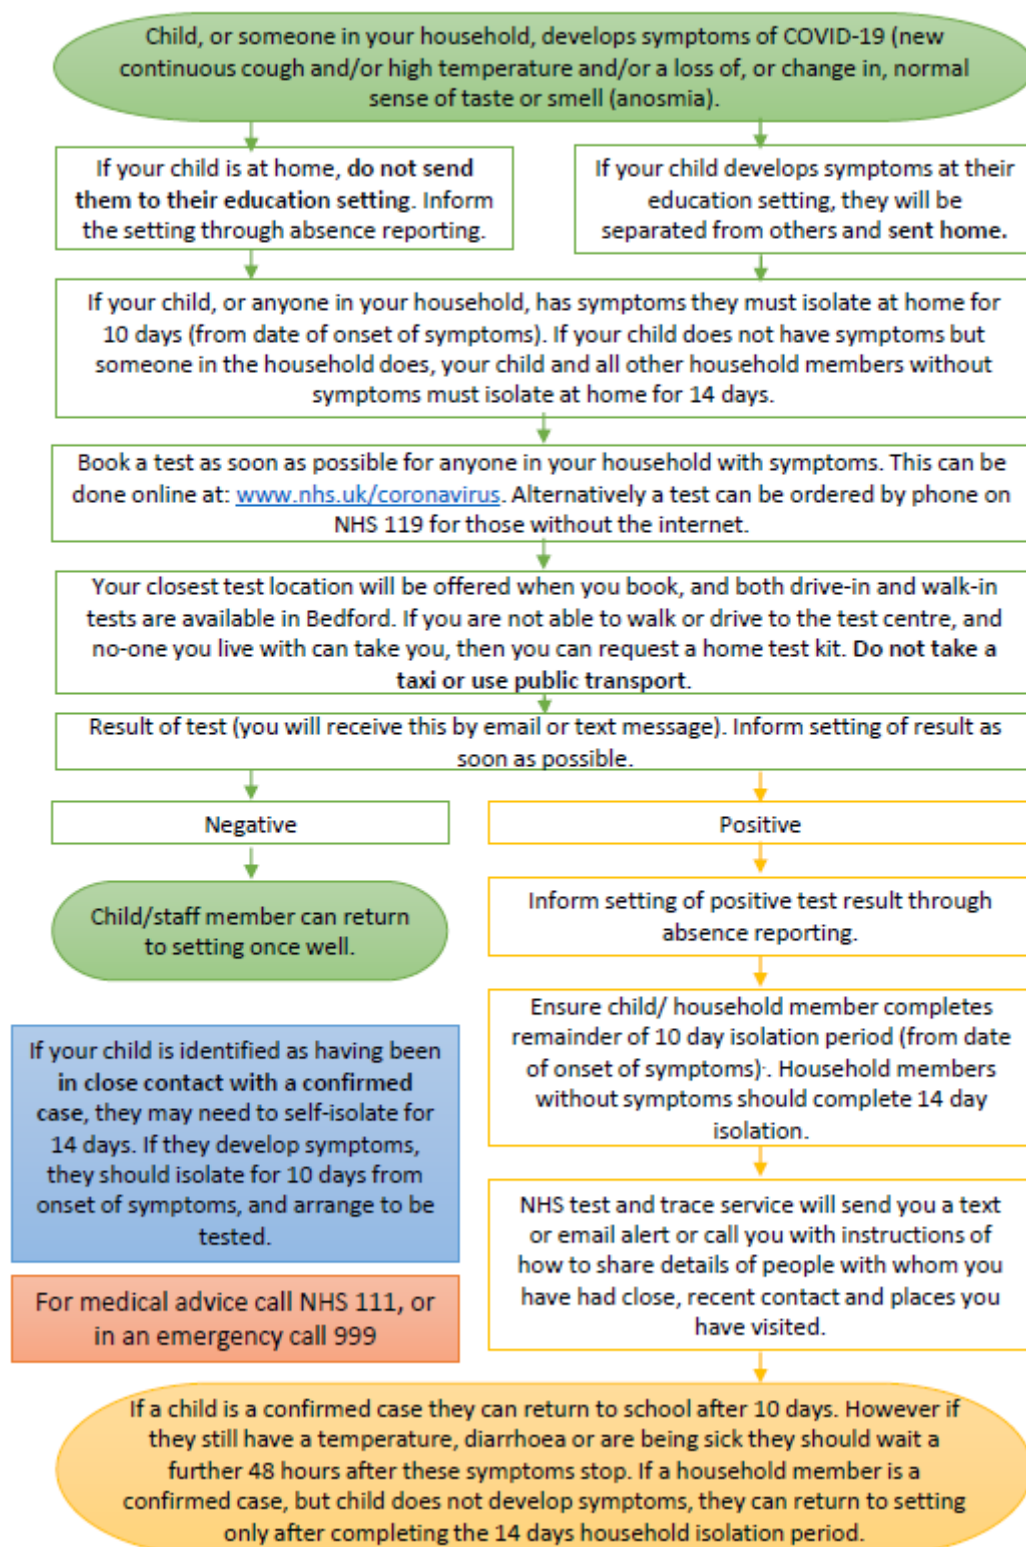 Child, or someone in your household, develops symptoms of COVID-19 (new
continuous cough and/or high temperature and/or a loss of, or change in, normal
sense of taste or smell (anosmia).
If your child is at home, do not send
them to their education setting. Inform
the setting through absence reporting.
If your child develops symptoms at their
education setting, they will be
separated from others and sent home.
If your child, or anyone in your household, has symptoms they must isolate at home for
10 days (from date of onset of symptoms). If your child does not have symptoms but
someone in the household does, your child and all other household members without
symptoms must isolate at home for 14 days.
Book a test as soon as possible for anyone in your household with symptoms. This can be
done online at: www.nhs.uk/coronavirus. Alternatively a test can be ordered by phone on
NHS 119 for those without the internet.
Your closest test location will be offered when you book, and both drive-in and walk-in
tests are available in Bedford. If you are not able to walk or drive to the test centre, and
no-one you live with can take you, then you can request a home test kit. Do not take a
taxi or use public transport.
Result of test (you will receive this by email or text message). Inform setting of result as
soon as possible.
Negative
Child/staff member can return
to setting once well.
Positive
Inform setting of positive test result through
absence reporting.
Ensure child/ household member completes
remainder of 10 day isolation period (from date
of onset of symptoms). Household members
without symptoms should complete 14 day
isolation.
NHS test and trace service will send you a text
or email alert or call you with instructions of
how to share details of people with whom you
have had close, recent contact and places you
have visited.
If your child is identified as having been
in close contact with a confirmed
case, they may need to self-isolate for
14 days. If they develop symptoms,
they should isolate for 10 days from
onset of symptoms, and arrange to be
tested.
For medical advice call NHS 111, or
in an emergency call 999
If a child is a confirmed case they can return to school after 10 days. However if
they still have a temperature, diarrhoea or are being sick they should wait a
further 48 hours after these symptoms stop. If a household member is a
confirmed case, but child does not develop symptoms, they can return to setting
only after completing the 14 days household isolation period.